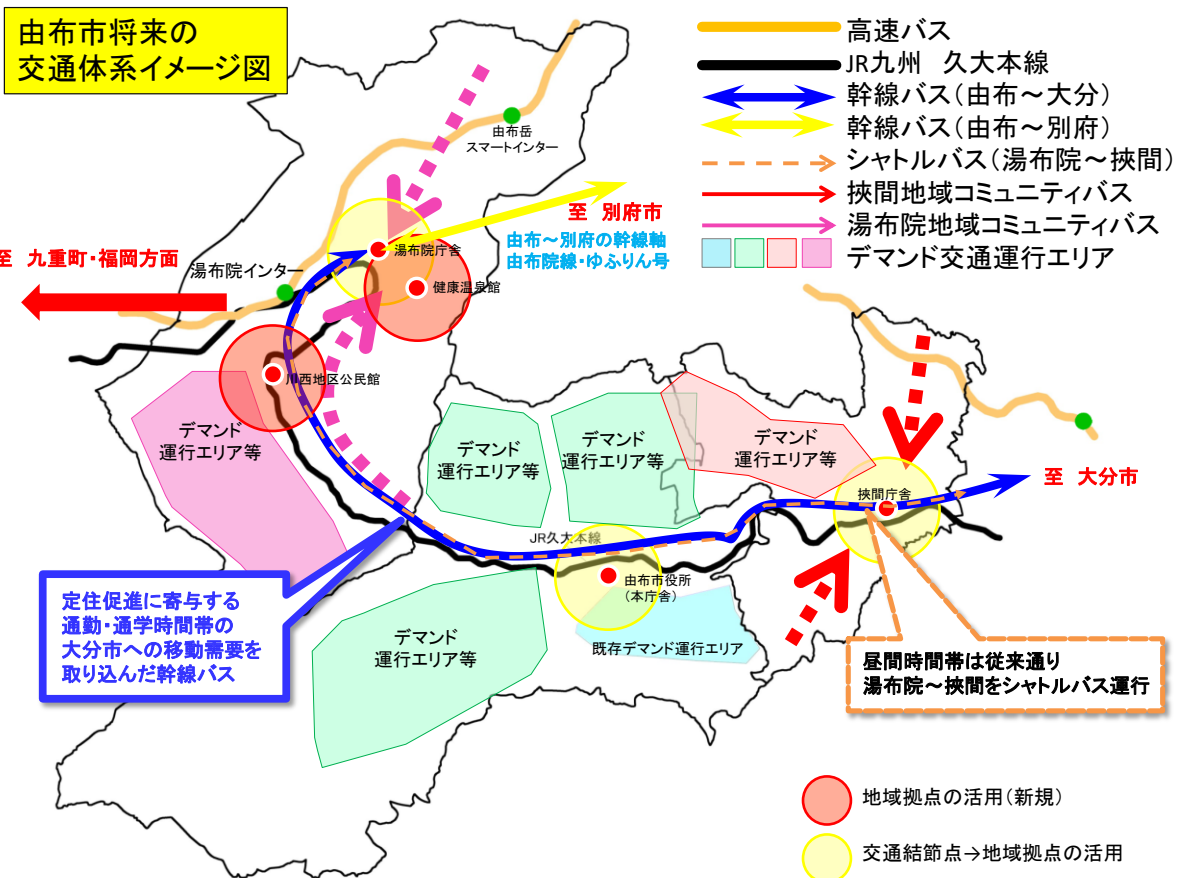 由布市将来の
交通体系イメージ図
高速バス
JR九州　久大本線
幹線バス(由布～大分)
幹線バス(由布～別府)
シャトルバス(湯布院～挾間)
挾間地域コミュニティバス
湯布院地域コミュニティバス
デマンド交通運行エリア
由布岳
スマートインター
至　別府市
由布～別府の幹線軸
由布院線・ゆふりん号
至　九重町・福岡方面
湯布院インター
湯布院庁舎
健康温泉館
川西地区公民館
デマンド
運行エリア等
デマンド
運行エリア等
デマンド
運行エリア等
デマンド
運行エリア等
至　大分市
挾間庁舎
JR久大本線
由布市役所
(本庁舎)
既存デマンド運行エリア
デマンド
運行エリア等
定住促進に寄与する
通勤・通学時間帯の
大分市への移動需要を
取り込んだ幹線バス
昼間時間帯は従来通り
湯布院～挾間をシャトルバス運行
地域拠点の活用(新規)
交通結節点→地域拠点の活用